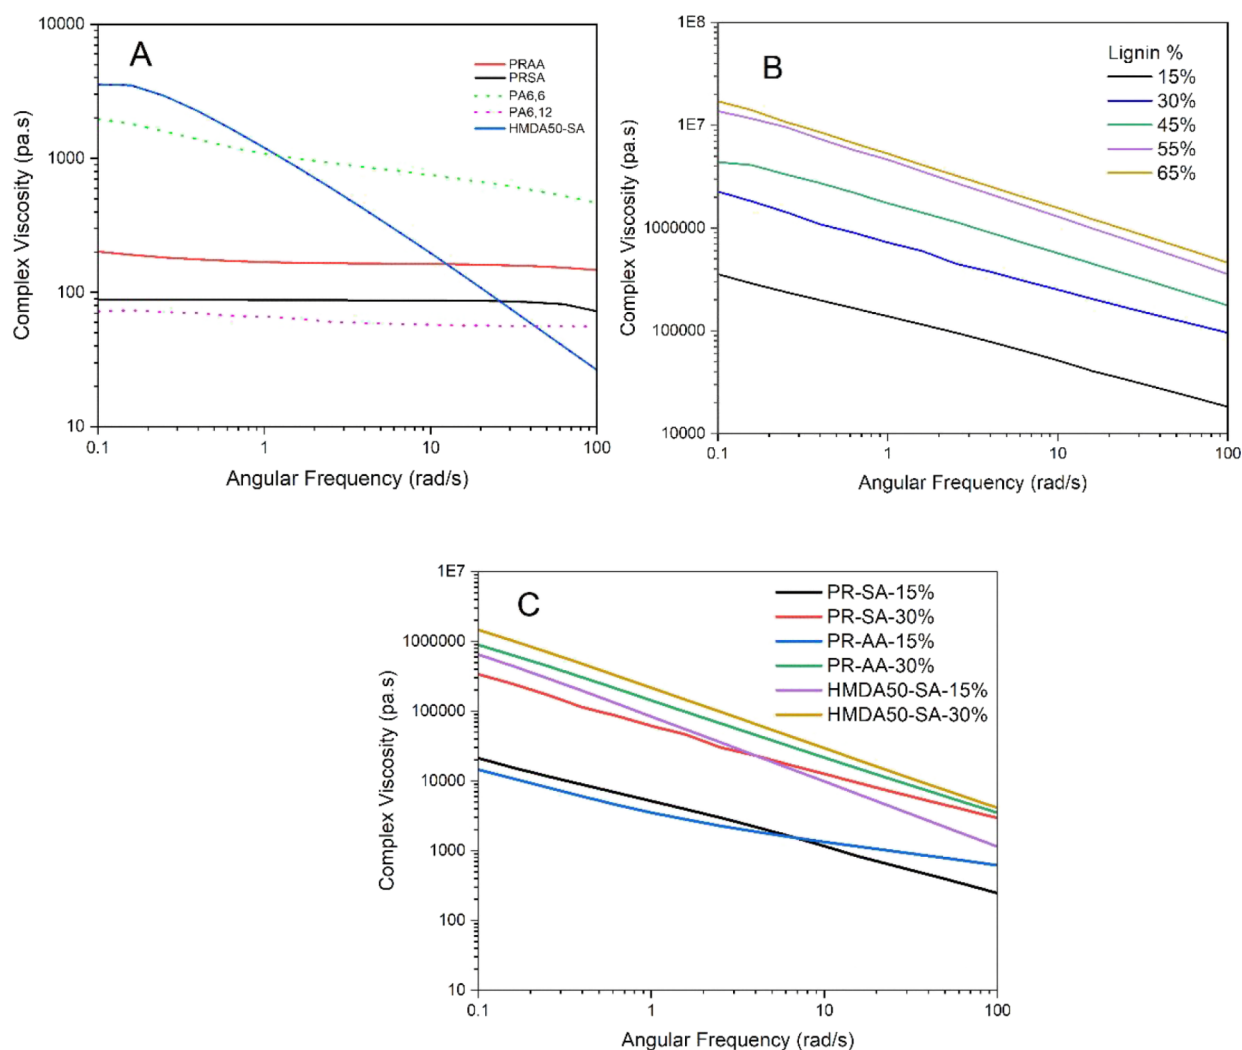 A
10000
1000
100
10
0.1
1
10
100
Complex Viscosity (pa.s)
Angular Frequency (rad/s)
PRAA
PRSA
PA6,6
PA6,12
HMDA50-SA
B
1E8
1E7
1000000
100000
10000
0.1
1
10
100
Complex Viscosity (pa.s)
Angular Frequency (rad/s)
Lignin %
15%
30%
45%
55%
65%
C
1E7
1000000
100000
10000
1000
100
10
0.1
1
10
100
Complex Viscosity (pa.s)
Angular Frequency (rad/s)
PR-SA-15%
PR-SA-30%
PR-AA-15%
PR-AA-30%
HMDA50-SA-15%
HMDA50-SA-30%